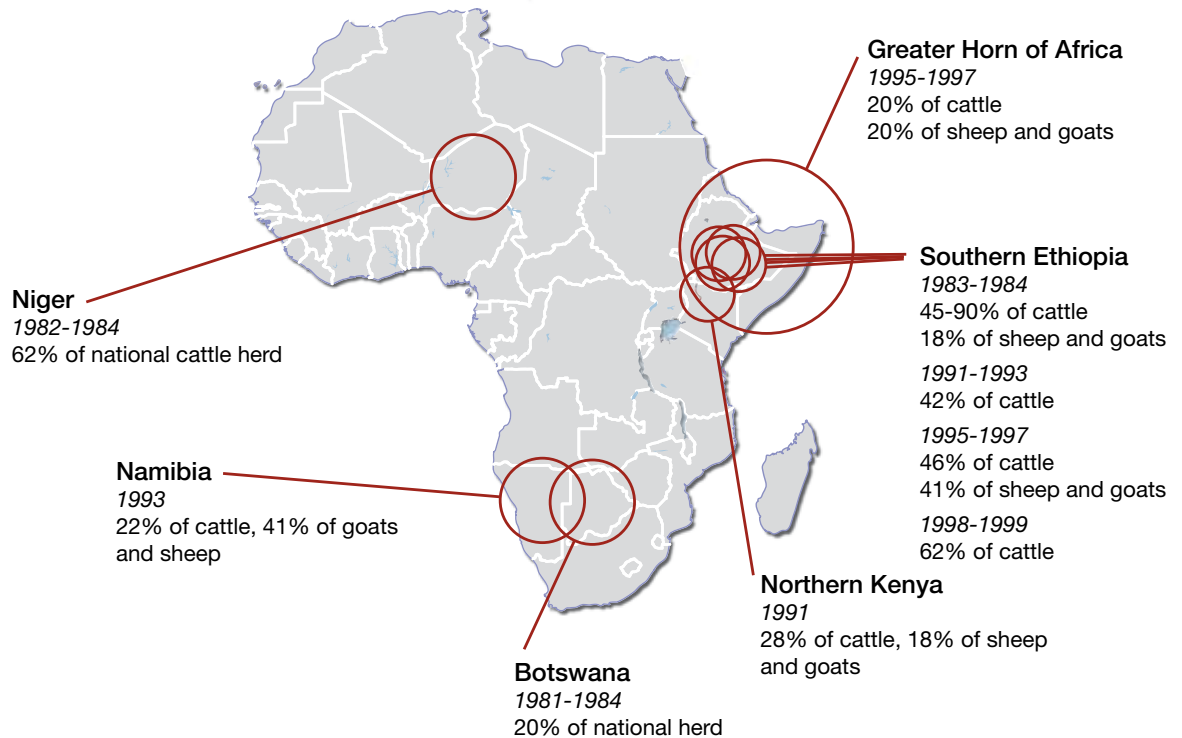 Greater Horn of Africa
1995-1997
20% of cattle
20% of sheep and goats
Southern Ethiopia
1983-1984
45-90% of cattle
18% of sheep and goats
1991-1993
42% of cattle
1995-1997
46% of cattle
41% of sheep and goats
1998-1999
62% of cattle
Niger
1982-1984
62% of national cattle herd
Namibia
1993
22% of cattle, 41% of goats
and sheep
Northern Kenya
1991
28% of cattle, 18% of sheep
and goats
Botswana
1981-1984
20% of national herd